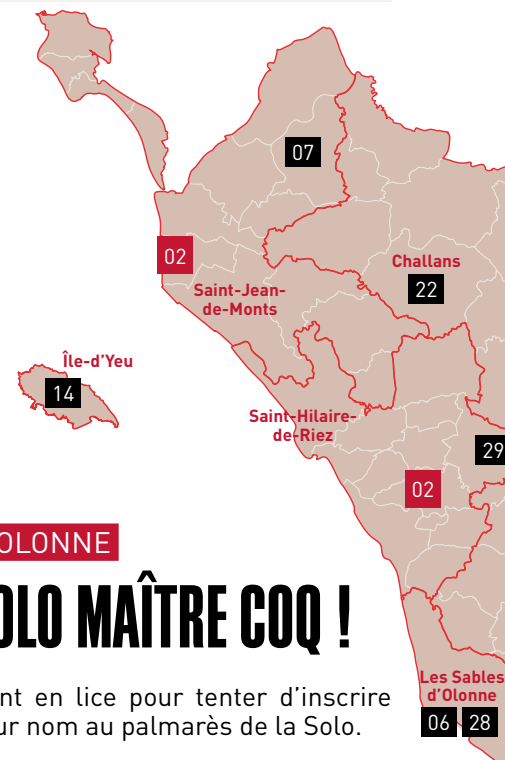 07
02
Saint-Jean-
de-Monts
Challans
22
Île-d'Yeu
14
Saint-Hilaire-
de-Riez
29
02
OLONNE
OLO MAÎTRE COQ !
nt en lice pour tenter d'inscrire
ur nom au palmarès de la Solo.
Les Sables
d'Olonne
06 28